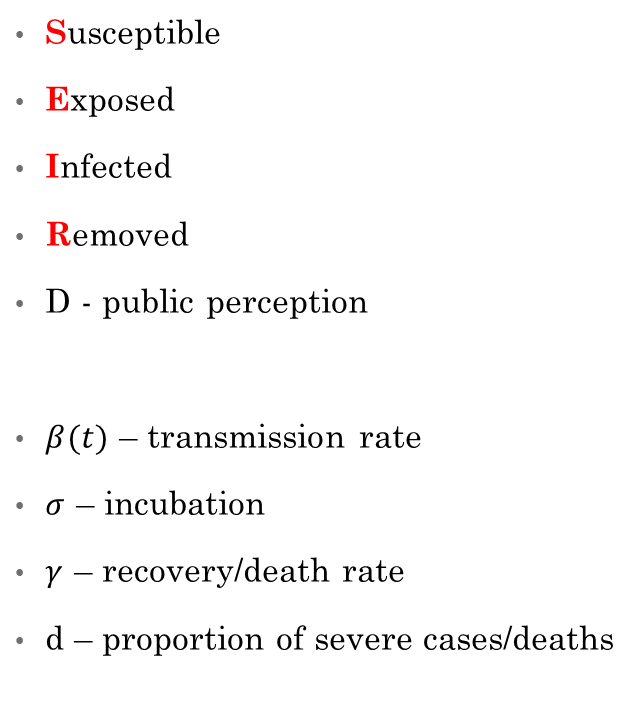 • Susceptible
• Exposed
• Infected
• Removed
• D - public perception
• β(t) – transmission rate
• σ – incubation
• γ – recovery/death rate
• d – proportion of severe cases/deaths